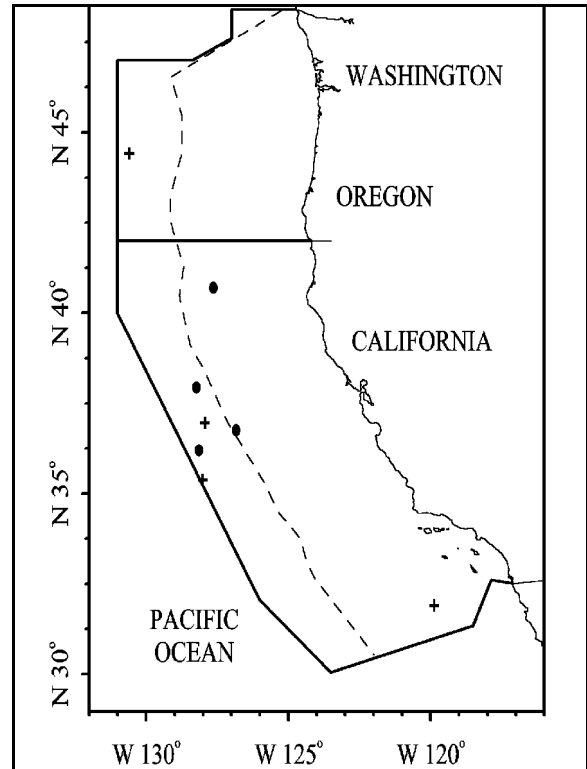 WASHINGTON
N 45°
OREGON
N 40°
CALIFORNIA
N 35°
PACIFIC
OCEAN
N 30°
W 130°
W 125°
W 120°